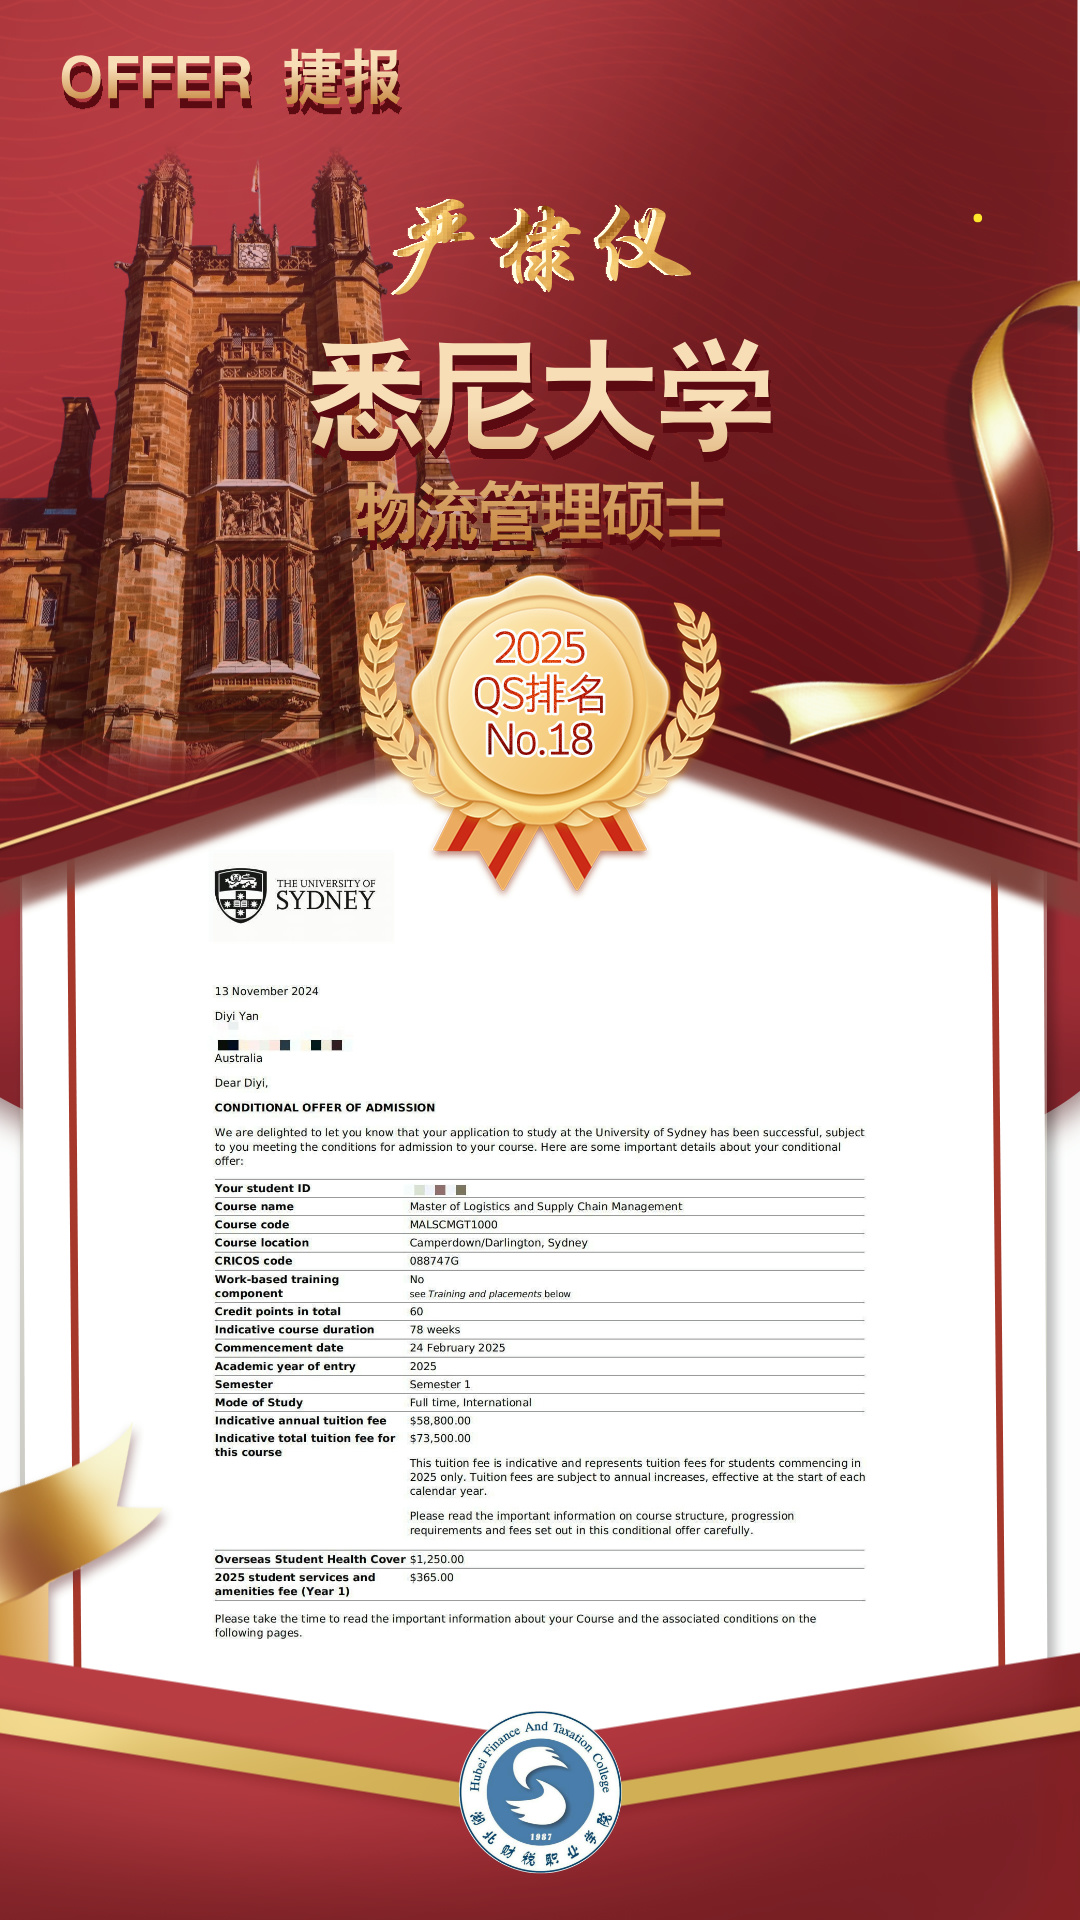 OFFER 捷报
严棣仪
悉尼大学
物流管理硕士
2025
QS排名
No.18
THE UNIVERSITY OF
SYDNEY
13 November 2024
Diyi Yan
Australia
Dear Diyi,
CONDITIONAL OFFER OF ADMISSION
We are delighted to let you know that your application to study at the University of Sydney has been successful, subject
to you meeting the conditions for admission to your course. Here are some important details about your conditional
offer:
Your student ID
Course name Master of Logistics and Supply Chain Management
Course code MALSCMGT1000
Course location Camperdown/Darlington, Sydney
CRICOS code 088747G
Work-based training No
component see Training and placements below
Credit points in total 60
Indicative course duration 78 weeks
Commencement date 24 February 2025
Academic year of entry 2025
Semester Semester 1
Mode of Study Full time, International
Indicative annual tuition fee $58,800.00
Indicative total tuition fee for $73,500.00
this course
This tuition fee is indicative and represents tuition fees for students commencing in
2025 only. Tuition fees are subject to annual increases, effective at the start of each
calendar year.
Please read the important information on course structure, progression
requirements and fees set out in this conditional offer carefully.
Overseas Student Health Cover $1,250.00
2025 student services and $365.00
amenities fee (Year 1)
Please take the time to read the important information about your Course and the associated conditions on the
following pages.
Hubei Finance And Taxation College
1987
湖北财税职业学院